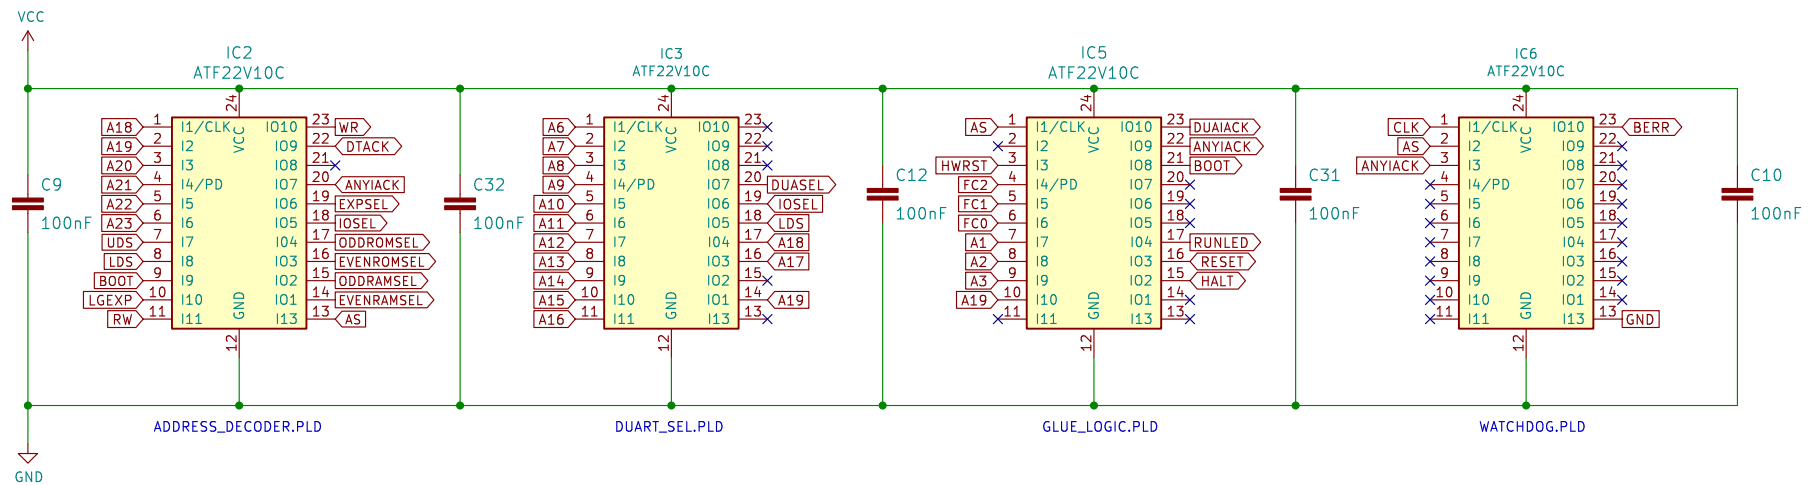 VCC
IC2
ATF22V10C
24
VCC
A18 1 I1/CLK IO10 23 WR
A19 2 I2 IO9 22 DTACK
A20 3 I3 IO8 21
A21 4 I4/PD IO7 20 ANYIACK
A22 5 I5 IO6 19 EXPSEL
A23 6 I6 IO5 18 IOSEL
UDS 7 I7 I04 17 ODDROMSEL
LDS 8 I8 IO3 16 EVENROMSEL
BOOT 9 I9 IO2 15 ODDRAMSEL
LGEXP 10 I10 IO1 14 EVENRAMSEL
RW 11 I11 I13 13 AS
GND
12
C9
100nF
ADDRESS_DECODER.PLD
GND
C32
100nF
IC3
ATF22V10C
24
VCC
A6 1 I1/CLK IO10 23
A7 2 I2 IO9 22
A8 3 I3 IO8 21
A9 4 I4/PD IO7 20 DUASEL
A10 5 I5 IO6 19 IOSEL
A11 6 I6 IO5 18 LDS
A12 7 I7 I04 17 A18
A13 8 I8 IO3 16 A17
A14 9 I9 IO2 15
A15 10 I10 IO1 14 A19
A16 11 I11 I13 13
GND
12
DUART_SEL.PLD
C12
100nF
IC5
ATF22V10C
24
VCC
AS 1 I1/CLK IO10 23 DUAIACK
2 I2 IO9 22 ANYIACK
HWRST 3 I3 IO8 21 BOOT
FC2 4 I4/PD IO7 20
FC1 5 I5 IO6 19
FC0 6 I6 IO5 18
A1 7 I7 I04 17 RUNLED
A2 8 I8 IO3 16 RESET
A3 9 I9 IO2 15 HALT
A19 10 I10 IO1 14
11 I11 I13 13
GND
12
GLUE_LOGIC.PLD
C31
100nF
IC6
ATF22V10C
24
VCC
CLK 1 I1/CLK IO10 23 BERR
AS 2 I2 IO9 22
ANYIACK 3 I3 IO8 21
4 I4/PD IO7 20
5 I5 IO6 19
6 I6 IO5 18
7 I7 I04 17
8 I8 IO3 16
9 I9 IO2 15
10 I10 IO1 14
11 I11 I13 13 GND
GND
12
WATCHDOG.PLD
C10
100nF